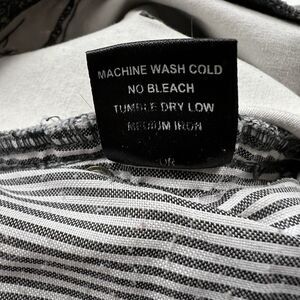 MACHINE WASH COLD
NO BLEACH
TUMBLE DRY LOW
MEDIUM IRON